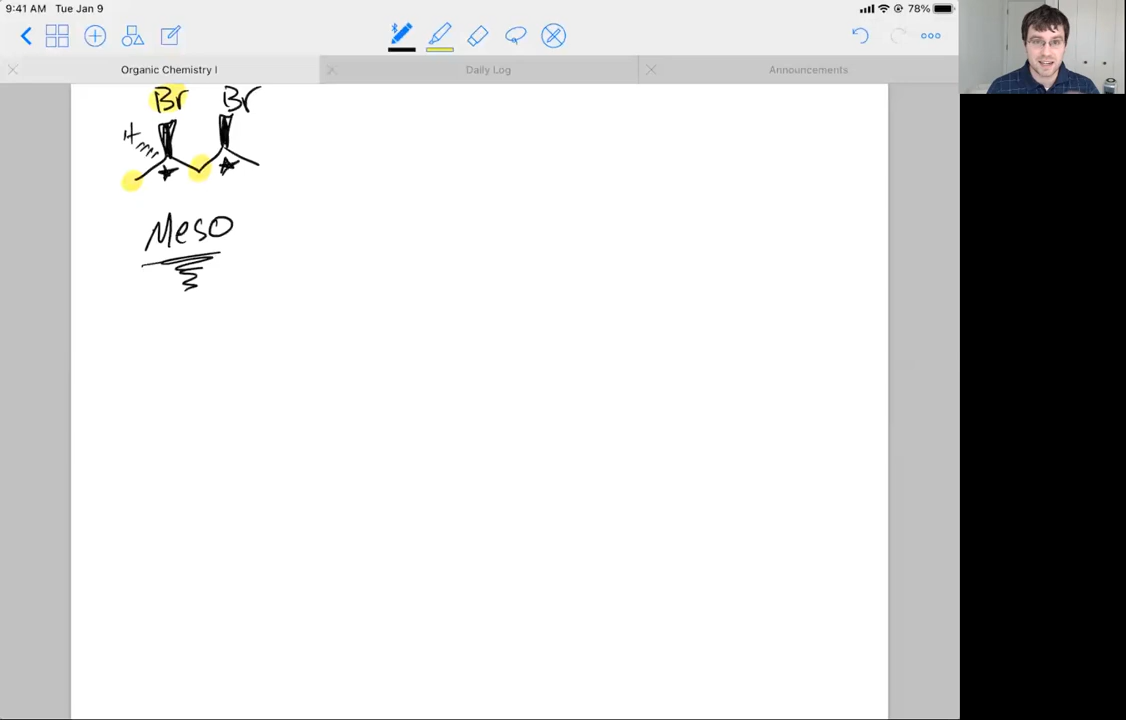 9:41 AM Tue Jan 9
78%
Organic Chemistry I
Daily Log
Announcements
Br Br
H
Meso